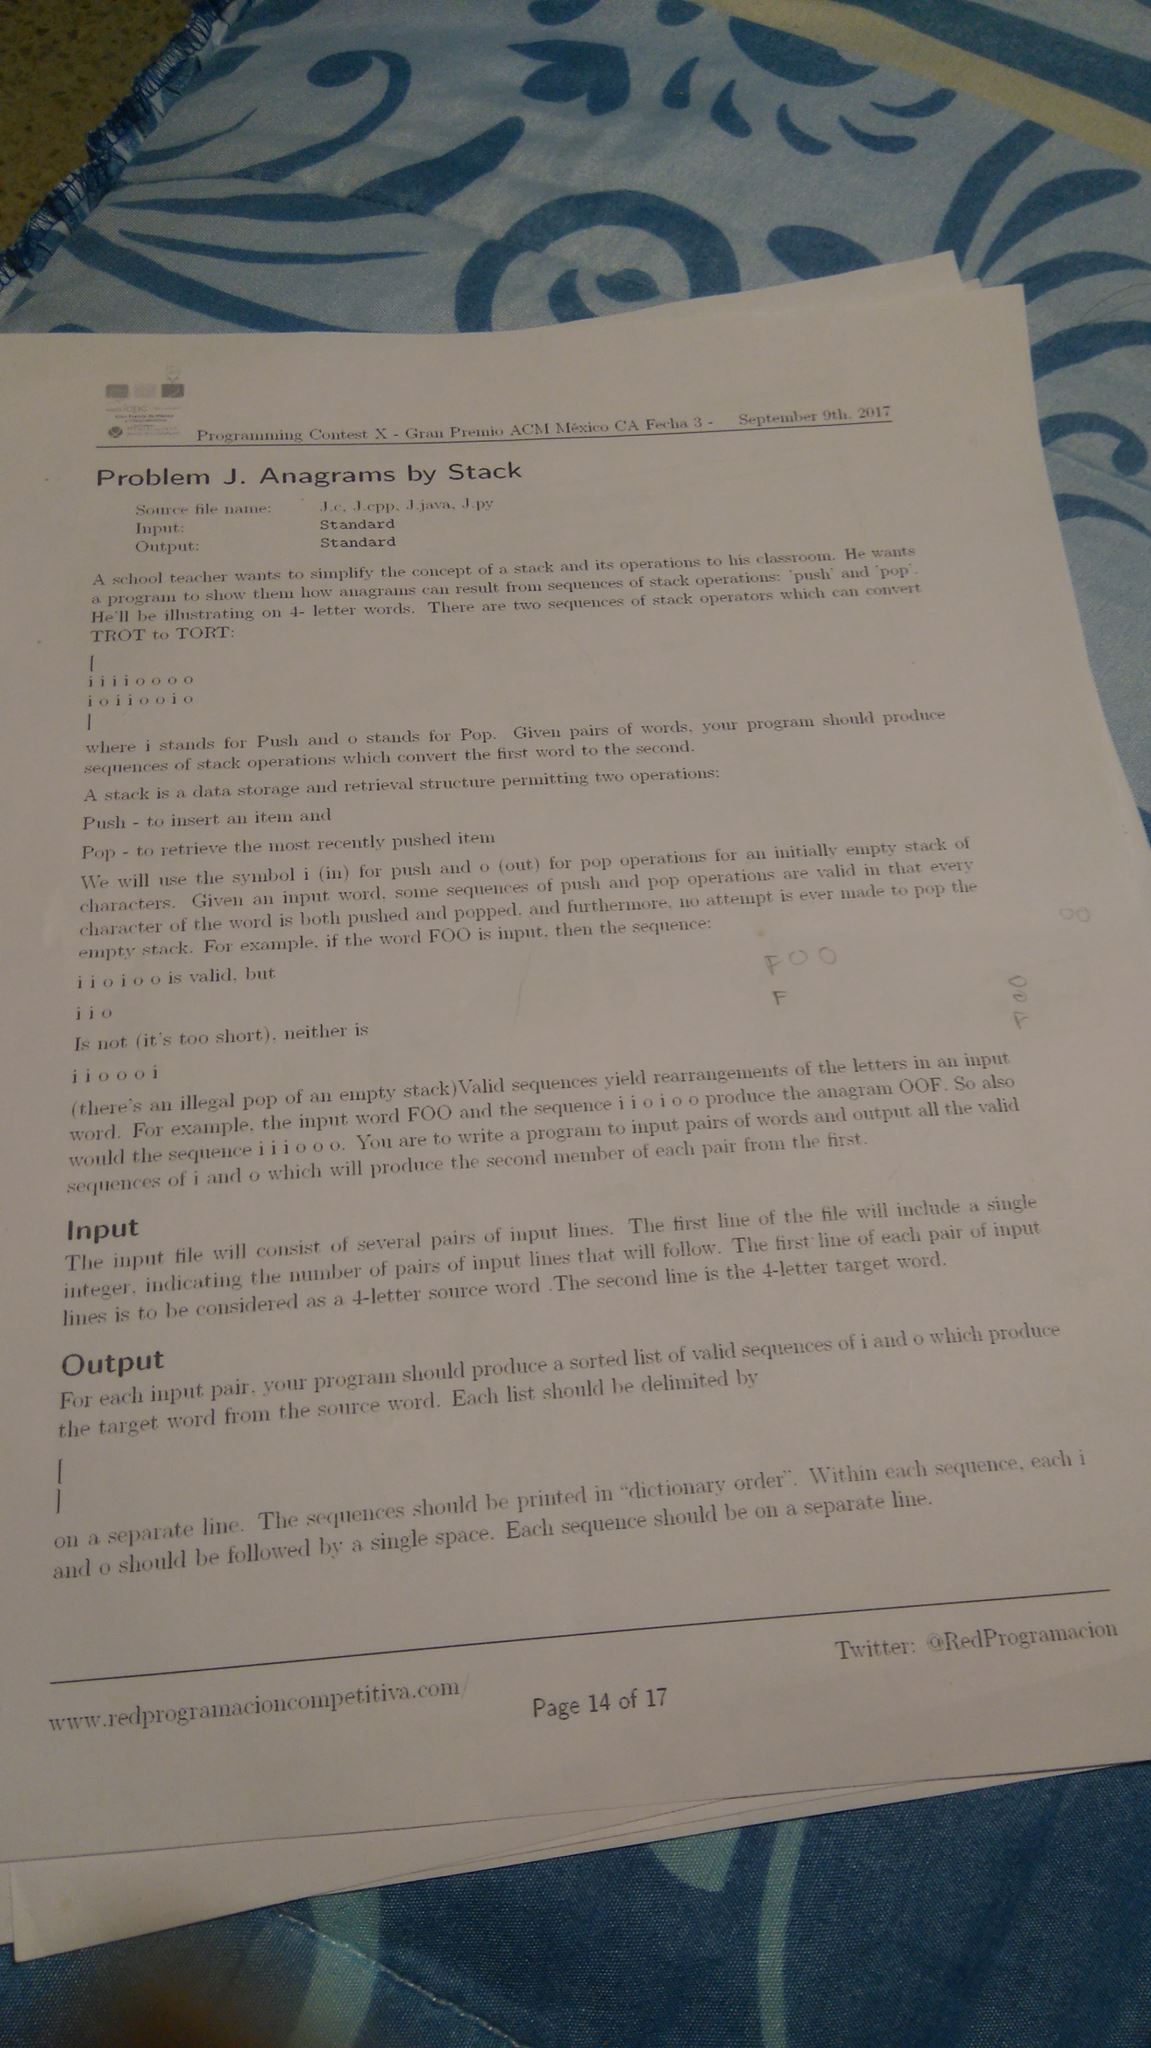 Programming Contest X - Gran Premio ACM México CA Fecha 3 - September 9th, 2017
Problem J. Anagrams by Stack
Source file name: J.c, J.cpp, J.java, J.py
Input: Standard
Output: Standard
A school teacher wants to simplify the concept of a stack and its operations to his classroom. He wants
a program to show them how anagrams can result from sequences of stack operations: 'push' and 'pop'.
He'll be illustrating on 4- letter words. There are two sequences of stack operators which can convert
TROT to TORT:
[
i i i i o o o o
i o i i o o i o
]
where i stands for Push and o stands for Pop. Given pairs of words, your program should produce
sequences of stack operations which convert the first word to the second.
A stack is a data storage and retrieval structure permitting two operations:
Push - to insert an item and
Pop - to retrieve the most recently pushed item
We will use the symbol i (in) for push and o (out) for pop operations for an initially empty stack of
characters. Given an input word, some sequences of push and pop operations are valid in that every
character of the word is both pushed and popped, and furthermore, no attempt is ever made to pop the
empty stack. For example, if the word FOO is input, then the sequence:
i i o i o o is valid, but
i i o
Is not (it's too short), neither is
i i o o o i
(there's an illegal pop of an empty stack)Valid sequences yield rearrangements of the letters in an input
word. For example, the input word FOO and the sequence i i o i o o produce the anagram OOF. So also
would the sequence i i i o o o. You are to write a program to input pairs of words and output all the valid
sequences of i and o which will produce the second member of each pair from the first.
FOO
F
O
O
F
OO
Input
The input file will consist of several pairs of input lines. The first line of the file will include a single
integer, indicating the number of pairs of input lines that will follow. The first line of each pair of input
lines is to be considered as a 4-letter source word .The second line is the 4-letter target word.
Output
For each input pair, your program should produce a sorted list of valid sequences of i and o which produce
the target word from the source word. Each list should be delimited by
[
]
on a separate line. The sequences should be printed in "dictionary order". Within each sequence, each i
and o should be followed by a single space. Each sequence should be on a separate line.
www.redprogramacioncompetitiva.com/
Page 14 of 17
Twitter: @RedProgramacion